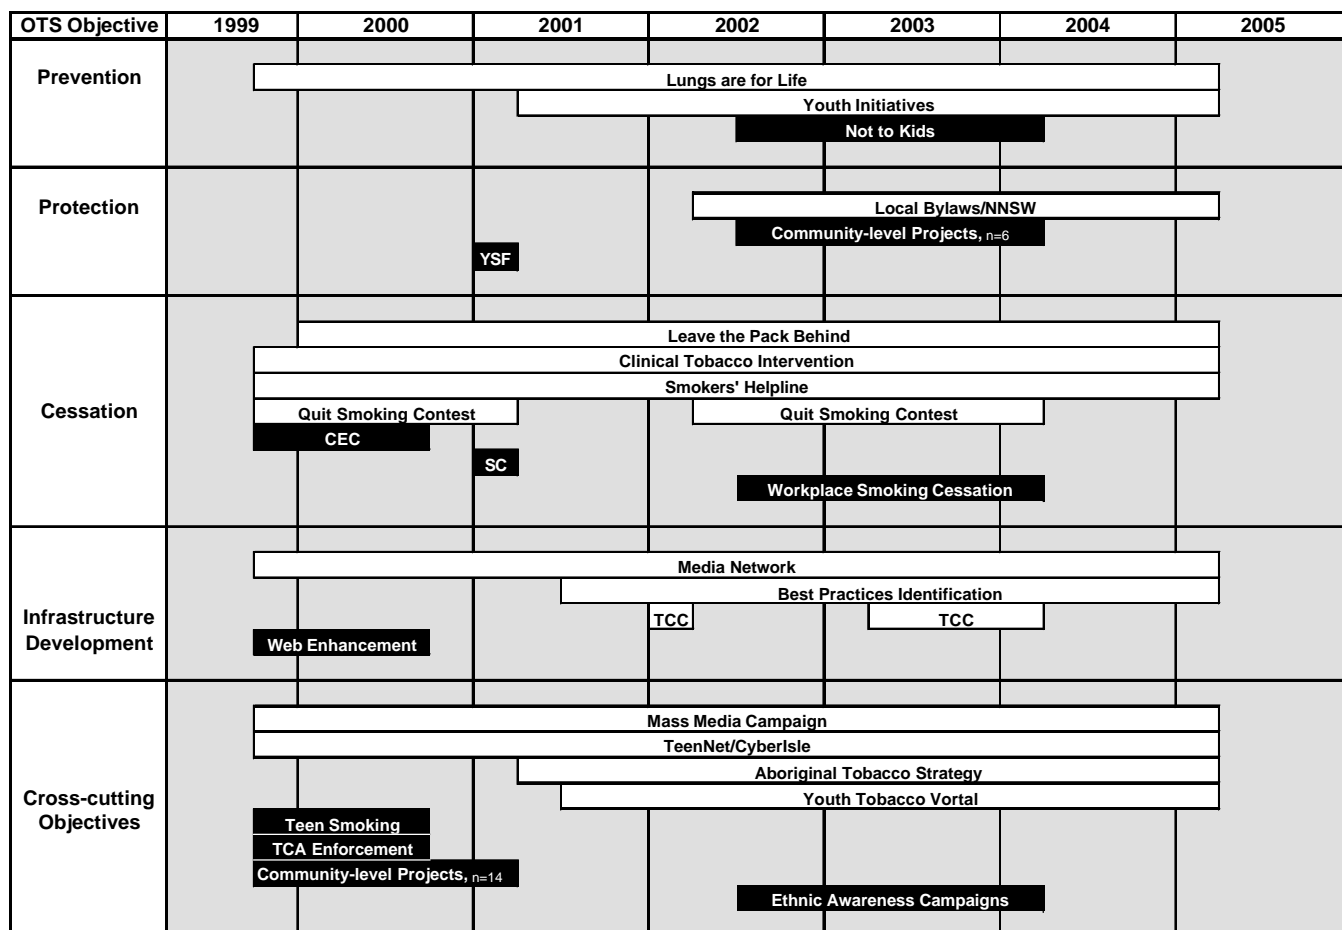 OTS Objective 1999 2000 2001 2002 2003 2004 2005
Prevention
Lungs are for Life
Youth Initiatives
Not to Kids
Protection
Local Bylaws/NNSW
Community-level Projects, n=6
YSF
Cessation
Leave the Pack Behind
Clinical Tobacco Intervention
Smokers' Helpline
Quit Smoking Contest Quit Smoking Contest
CEC
SC
Workplace Smoking Cessation
Infrastructure
Development
Media Network
Best Practices Identification
TCC TCC
Web Enhancement
Cross-cutting
Objectives
Mass Media Campaign
TeenNet/CyberIsle
Aboriginal Tobacco Strategy
Youth Tobacco Vortal
Teen Smoking
TCA Enforcement
Community-level Projects, n=14
Ethnic Awareness Campaigns